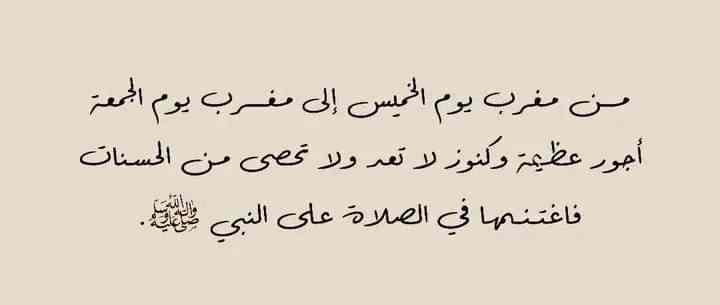 من مغرب يوم الخميس إلى مغرب يوم الجمعة
أجور عظيمة وكنوز لا تعد ولا تحصى من الحسنات
فاغتنمها في الصلاة على النبي ﷺ.